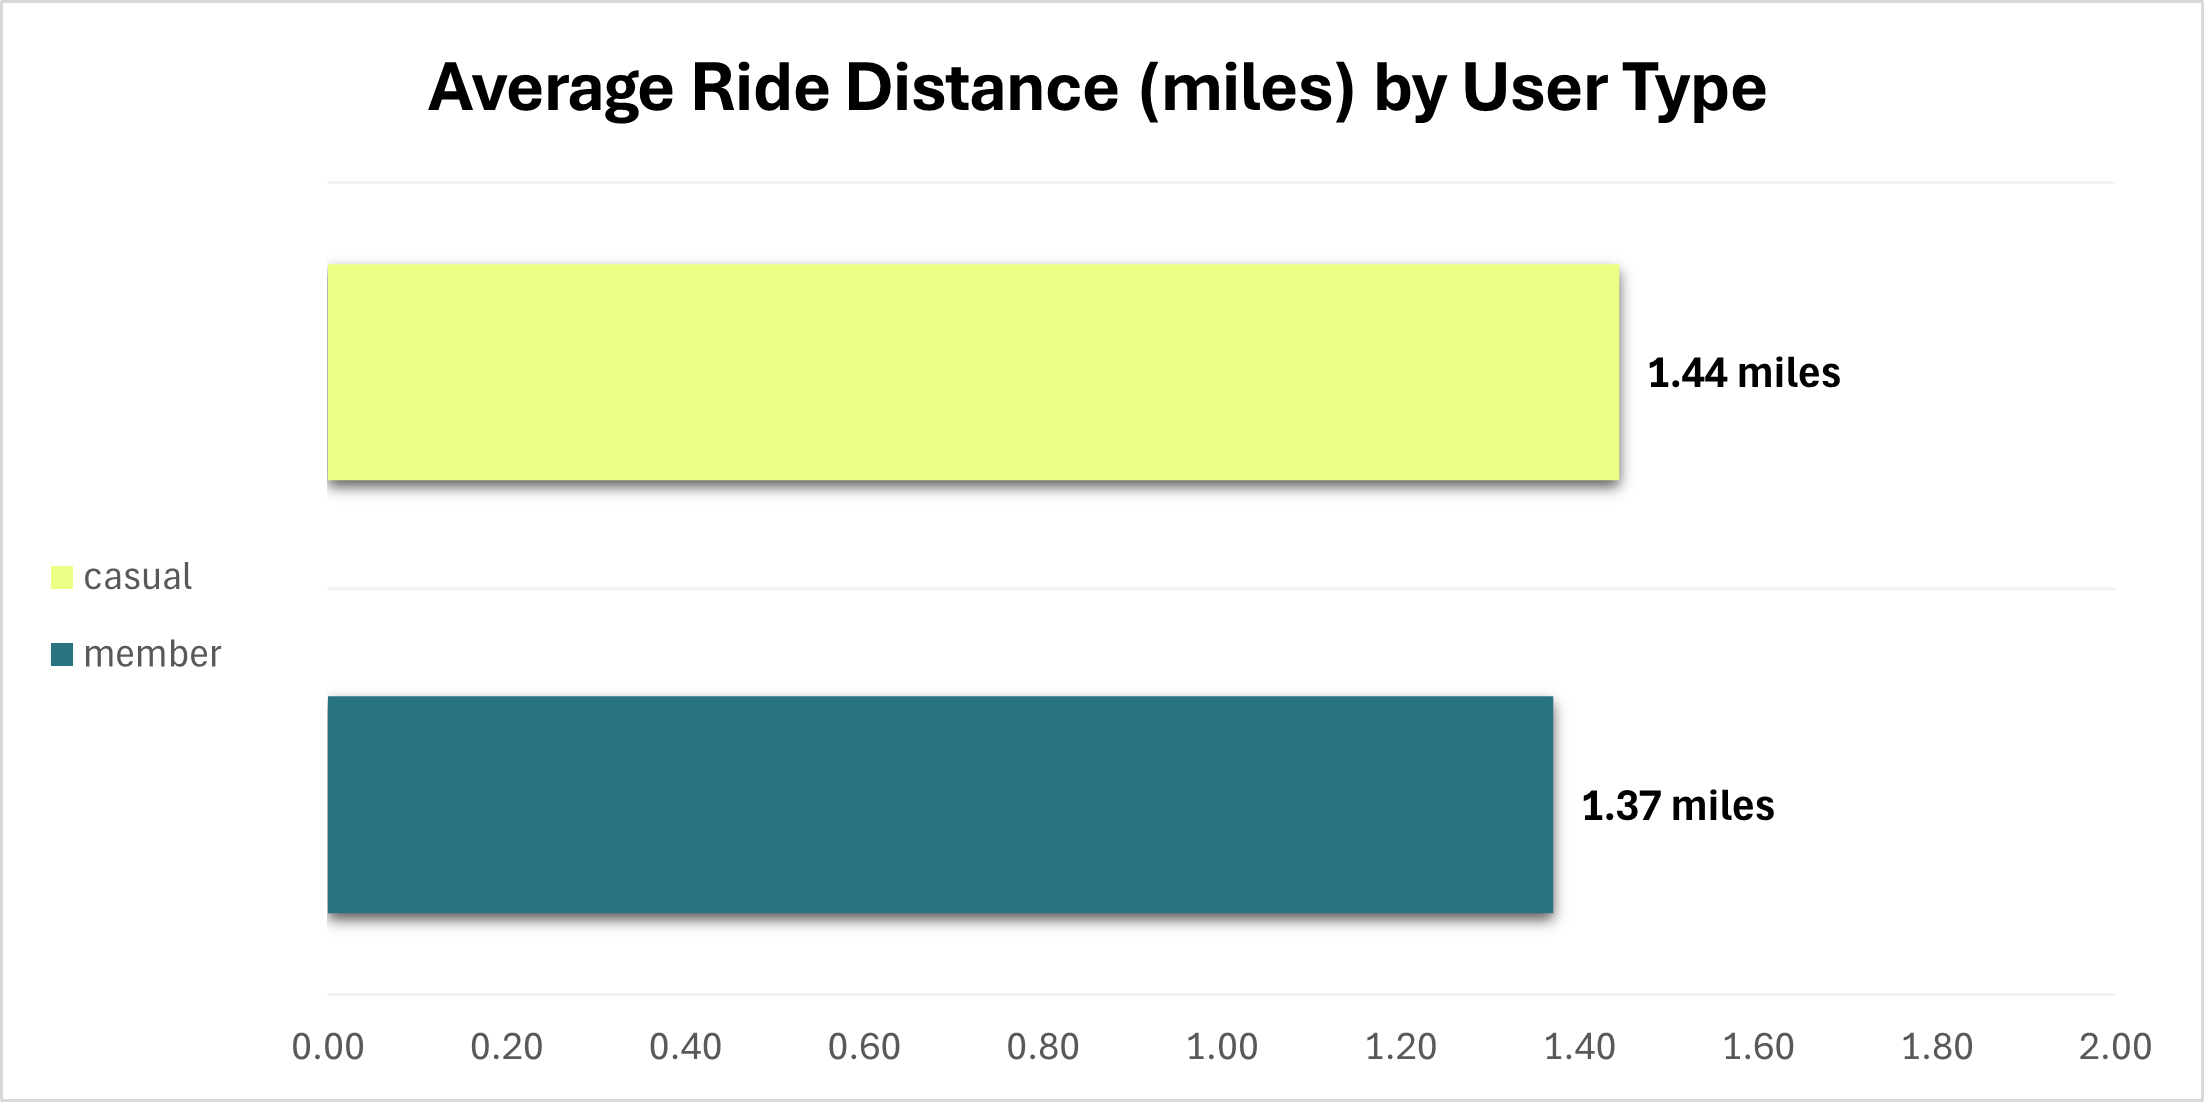 Average Ride Distance (miles) by User Type
1.44 miles
casual
member
1.37 miles
0.00 0.20 0.40 0.60 0.80 1.00 1.20 1.40 1.60 1.80 2.00